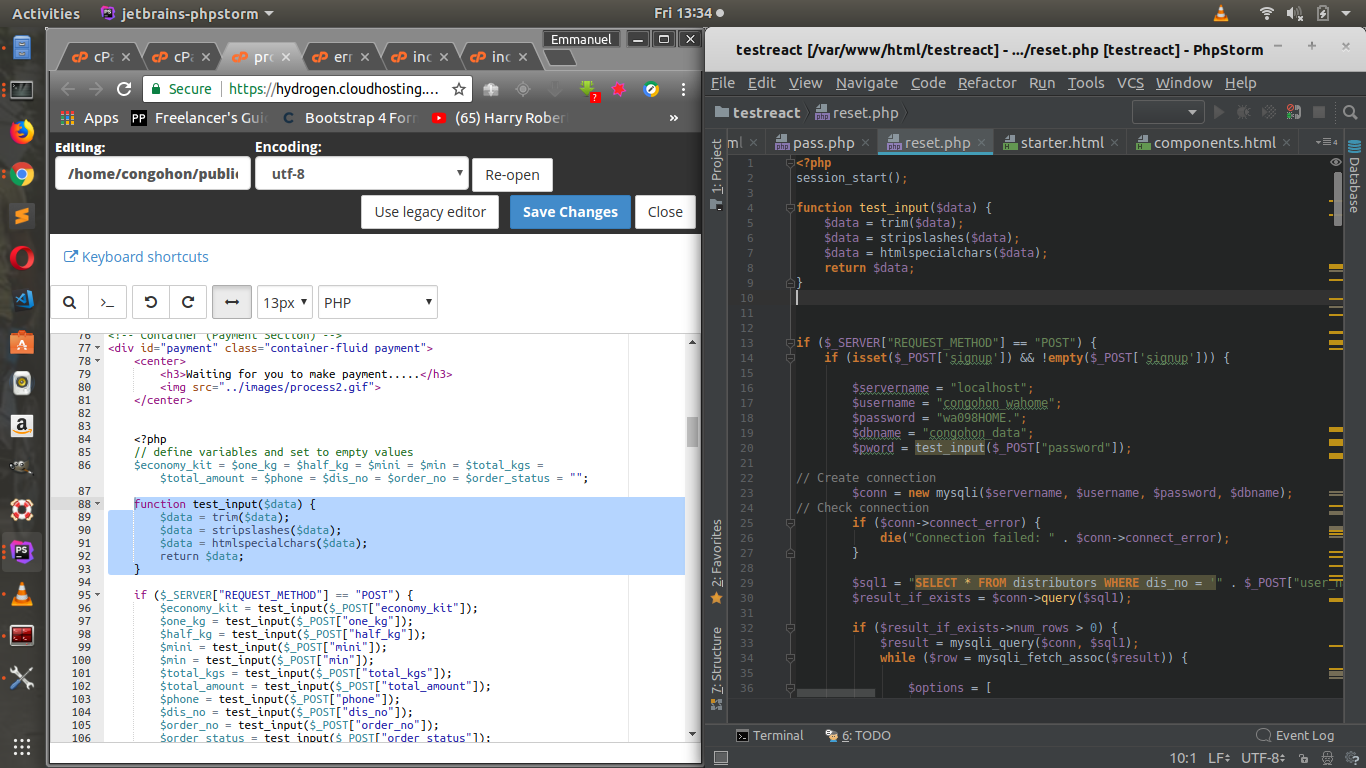 Activities jetbrains-phpstorm Fri 13:34
Emmanuel
cPa cPa pro err inc inc
Secure https://hydrogen.cloudhosting....
Apps PP Freelancer's Gui C Bootstrap 4 For (65) Harry Rober »
Editing: Encoding:
/home/congohon/public utf-8 Re-open
Use legacy editor Save Changes Close
Keyboard shortcuts
13px PHP
76 <!-- Container (Payment Section) -->
77 <div id="payment" class="container-fluid payment">
78 <center>
79 <h3>Waiting for you to make payment.....</h3>
80 <img src="../images/process2.gif">
81 </center>
82
83
84 <?php
85 // define variables and set to empty values
86 $economy_kit = $one_kg = $half_kg = $mini = $min = $total_kgs =
$total_amount = $phone = $dis_no = $order_no = $order_status = "";
87
88 function test_input($data) {
89 $data = trim($data);
90 $data = stripslashes($data);
91 $data = htmlspecialchars($data);
92 return $data;
93 }
94
95 if ($_SERVER["REQUEST_METHOD"] == "POST") {
96 $economy_kit = test_input($_POST["economy_kit"]);
97 $one_kg = test_input($_POST["one_kg"]);
98 $half_kg = test_input($_POST["half_kg"]);
99 $mini = test_input($_POST["mini"]);
100 $min = test_input($_POST["min"]);
101 $total_kgs = test_input($_POST["total_kgs"]);
102 $total_amount = test_input($_POST["total_amount"]);
103 $phone = test_input($_POST["phone"]);
104 $dis_no = test_input($_POST["dis_no"]);
105 $order_no = test_input($_POST["order_no"]);
106 $order_status = test_input($_POST["order_status"]);
testreact [/var/www/html/testreact] - .../reset.php [testreact] - PhpStorm
File Edit View Navigate Code Refactor Run Tools VCS Window Help
testreact reset.php
ml pass.php reset.php starter.html components.html 4
1: Project
2: Favorites
7: Structure
Database
1 <?php
2 session_start();
3
4 function test_input($data) {
5 $data = trim($data);
6 $data = stripslashes($data);
7 $data = htmlspecialchars($data);
8 return $data;
9 }
10
11
12
13 if ($_SERVER["REQUEST_METHOD"] == "POST") {
14 if (isset($_POST['signup']) && !empty($_POST['signup'])) {
15
16 $servername = "localhost";
17 $username = "congohon_wahome";
18 $password = "wa098HOME.";
19 $dbname = "congohon_data";
20 $pword = test_input($_POST["password"]);
21
22 // Create connection
23 $conn = new mysqli($servername, $username, $password, $dbname);
24 // Check connection
25 if ($conn->connect_error) {
26 die("Connection failed: " . $conn->connect_error);
27 }
28
29 $sql1 = "SELECT * FROM distributors WHERE dis_no = '" . $_POST["user_n
30 $result_if_exists = $conn->query($sql1);
31
32 if ($result_if_exists->num_rows > 0) {
33 $result = mysqli_query($conn, $sql1);
34 while ($row = mysqli_fetch_assoc($result)) {
35
36 $options = [
Terminal 6: TODO Event Log
10:1 LF UTF-8